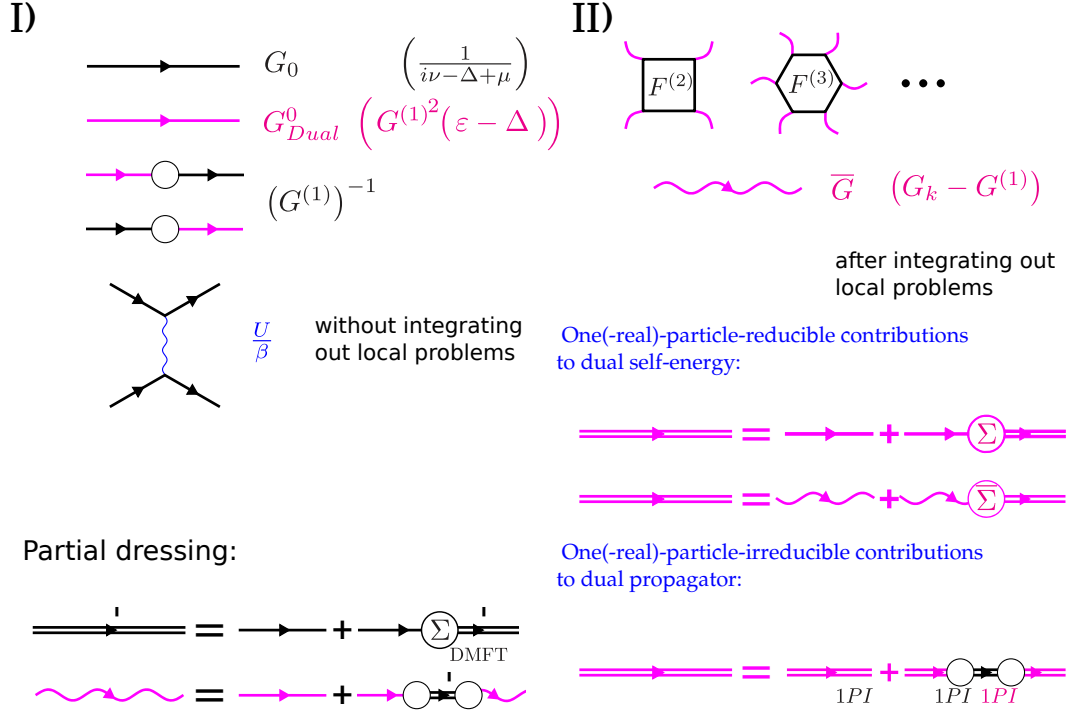 I)
G_0 (1/(iν−Δ+μ))
G^0_{Dual} (G^{(1)^2}(ε − Δ))
(G^{(1)})^{−1}
U/β
without integrating
out local problems
Partial dressing:
' = + Σ '
DMFT
= + '
II)
F^{(2)} F^{(3)} •••
G̅ (G_k − G^{(1)})
after integrating out
local problems
One(-real)-particle-reducible contributions
to dual self-energy:
= + Σ
= + Σ̅
One(-real)-particle-irreducible contributions
to dual propagator:
= +
1PI 1PI 1PI